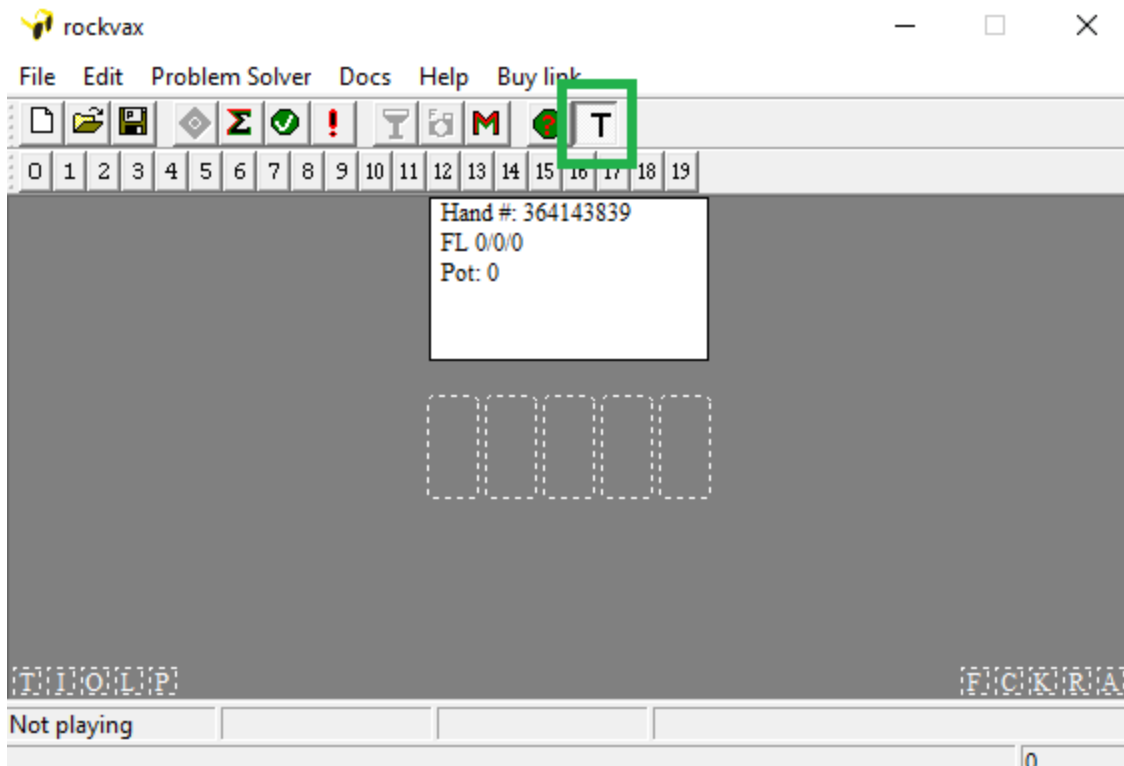 rockvax
File Edit Problem Solver Docs Help Buy link
M ? T
0 1 2 3 4 5 6 7 8 9 10 11 12 13 14 15 16 17 18 19
Hand #: 364143839
FL 0/0/0
Pot: 0
T I O L P F C K R A
Not playing
0